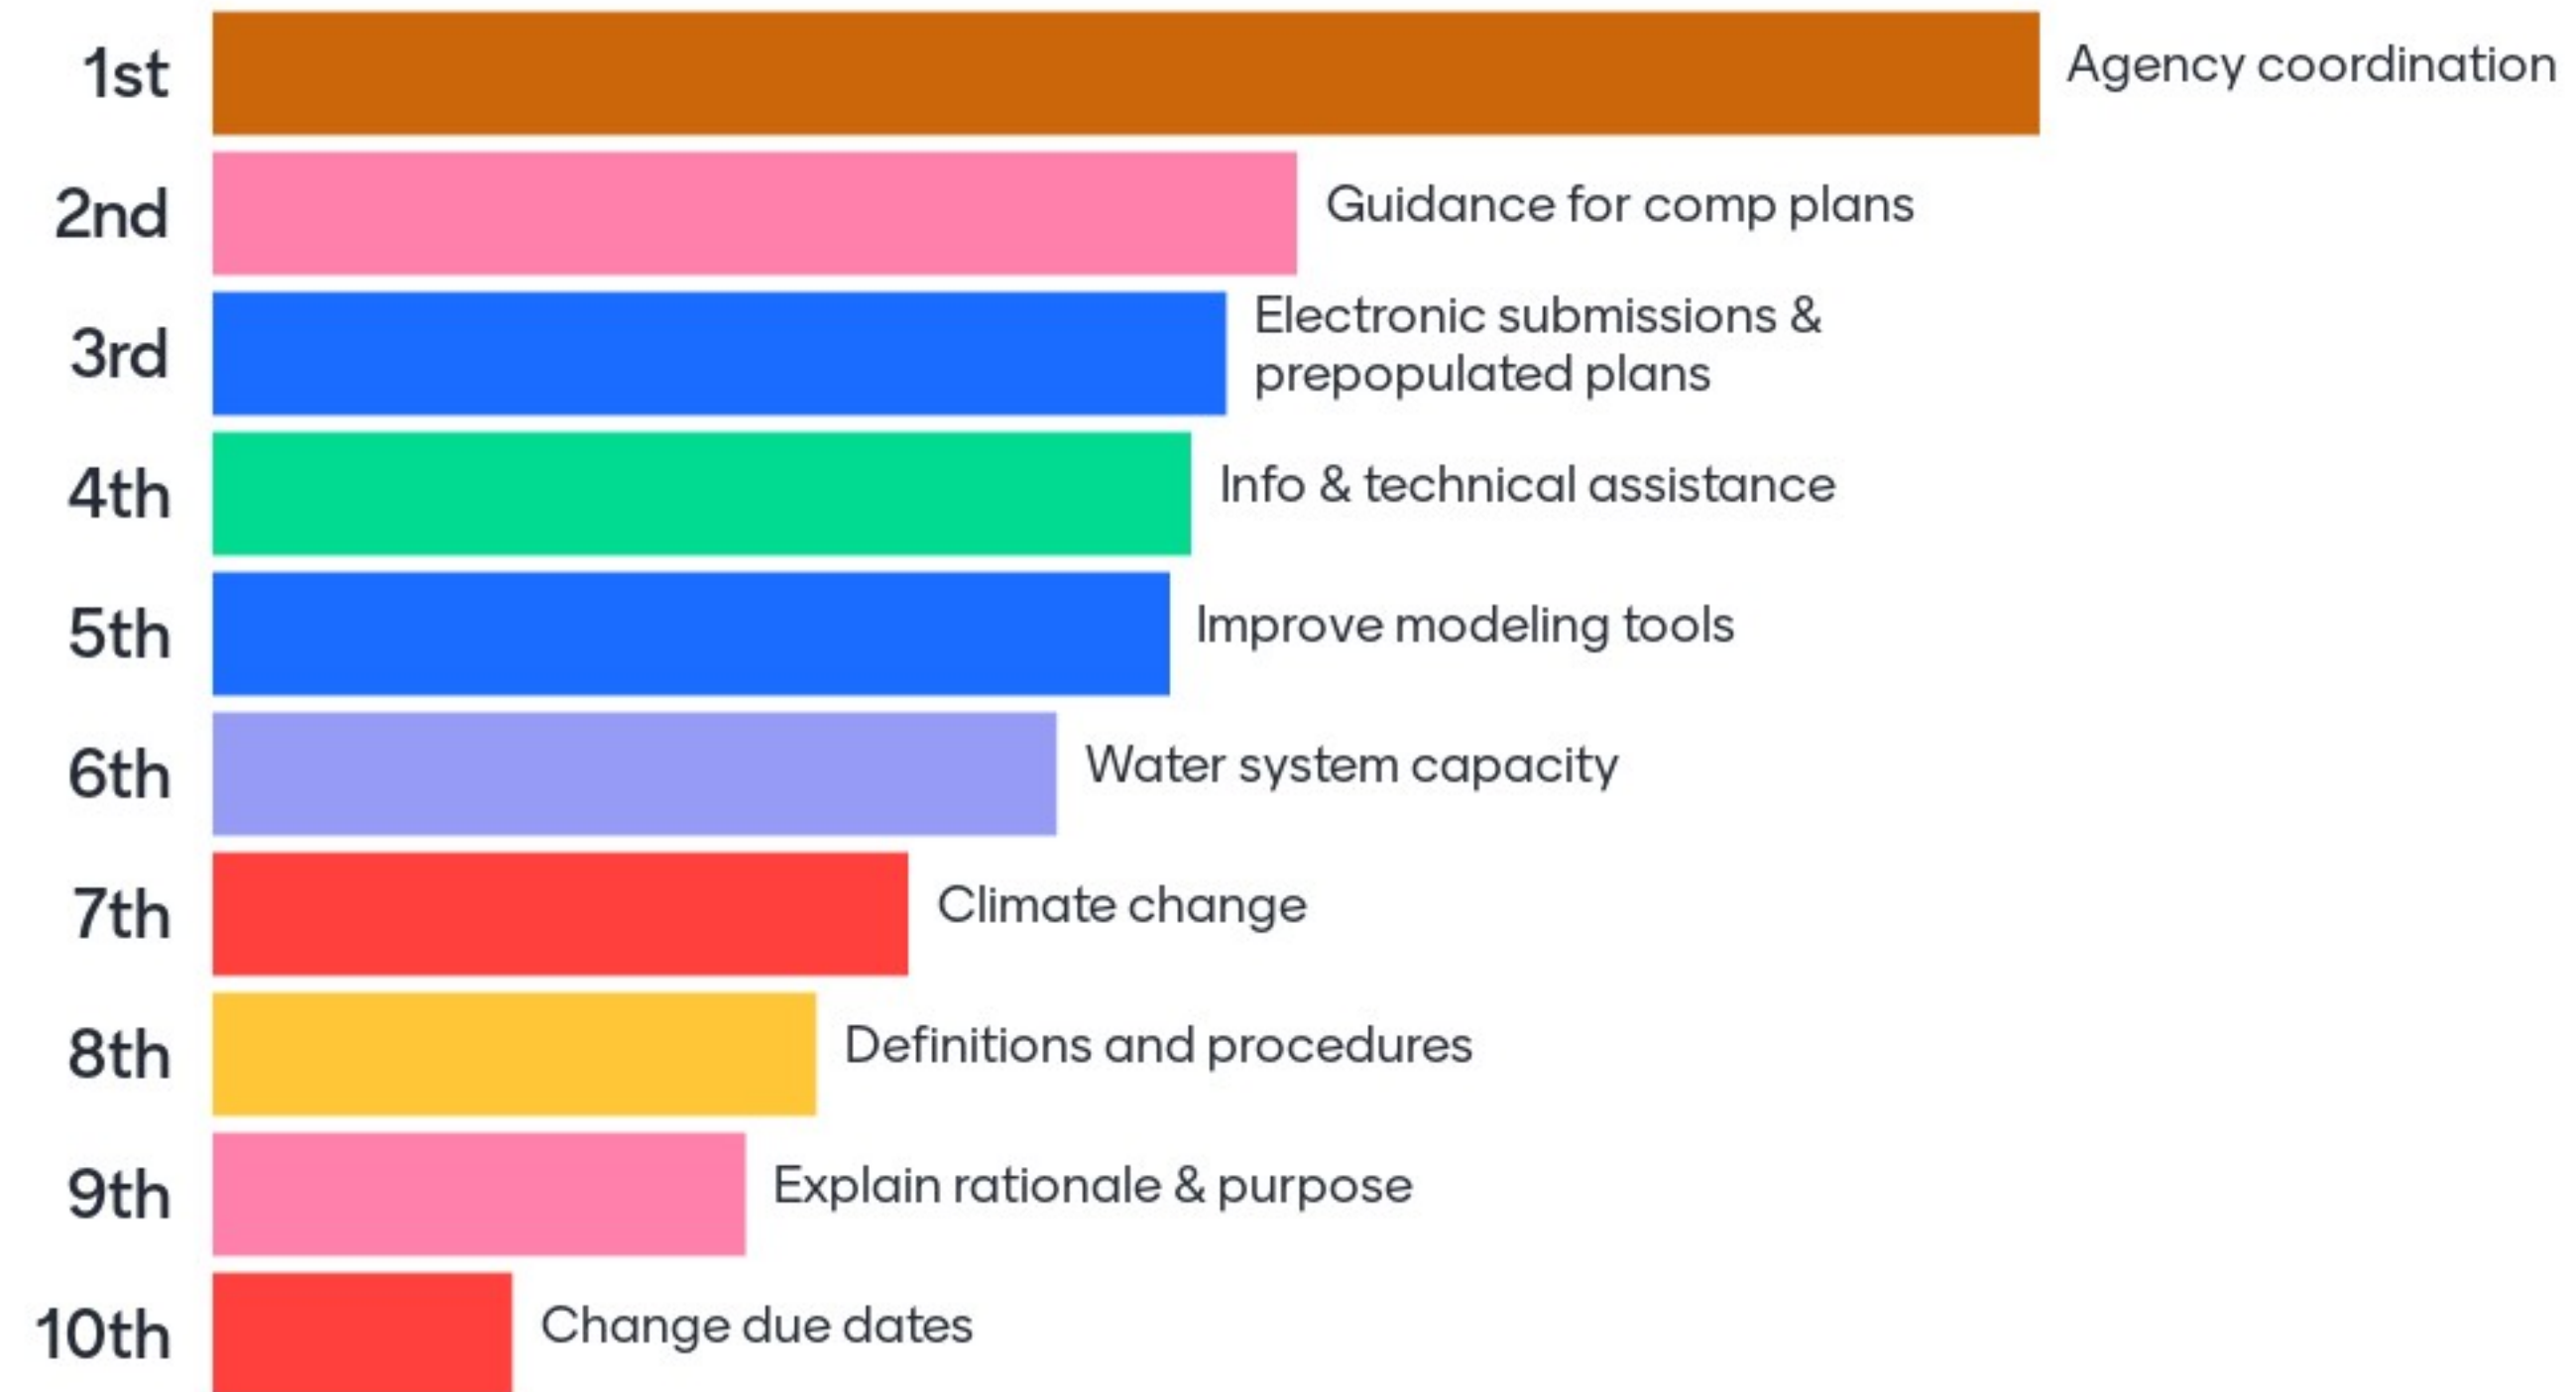 1st
Agency coordination
2nd
Guidance for comp plans
3rd
Electronic submissions &
prepopulated plans
4th
Info & technical assistance
5th
Improve modeling tools
6th
Water system capacity
7th
Climate change
8th
Definitions and procedures
9th
Explain rationale & purpose
10th
Change due dates